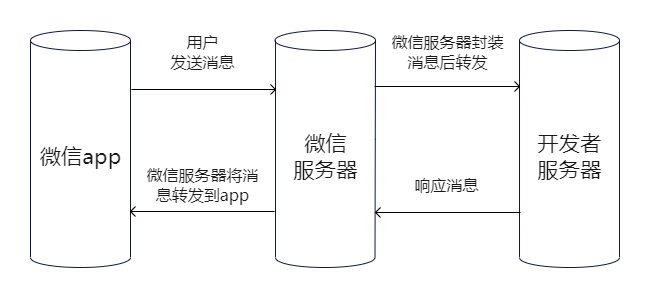 用户
发送消息
微信服务器封装
消息后转发
微信app
微信
服务器
开发者
服务器
微信服务器将消
息转发到app
响应消息